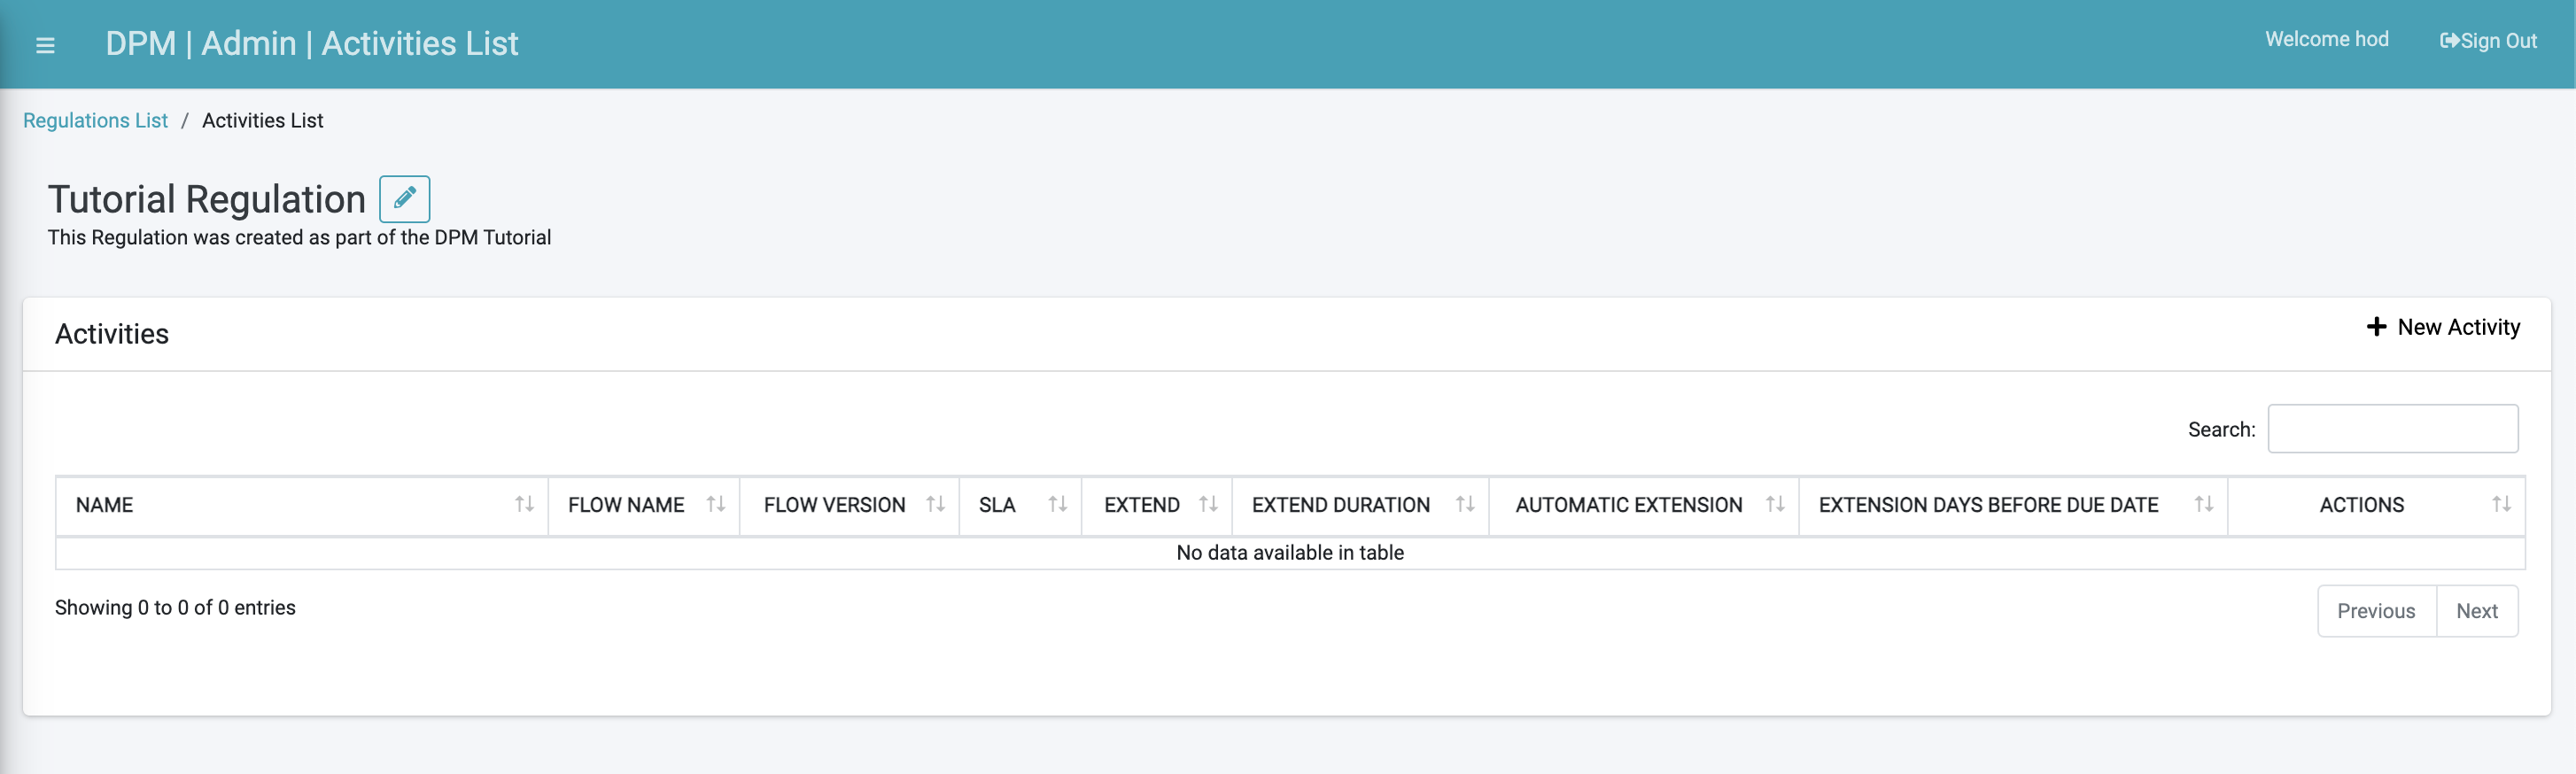 DPM | Admin | Activities List
Welcome hod
Sign Out
Regulations List / Activities List
Tutorial Regulation
This Regulation was created as part of the DPM Tutorial
Activities
New Activity
Search:
NAME FLOW NAME FLOW VERSION SLA EXTEND EXTEND DURATION AUTOMATIC EXTENSION EXTENSION DAYS BEFORE DUE DATE ACTIONS
No data available in table
Showing 0 to 0 of 0 entries
Previous Next